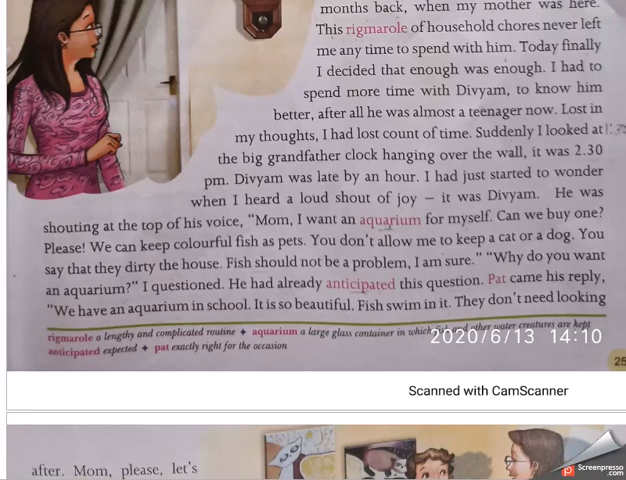 months back, when my mother was here.
This rigmarole of household chores never left
me any time to spend with him. Today finally
I decided that enough was enough. I had to
spend more time with Divyam, to know him
better, after all he was almost a teenager now. Lost in
my thoughts, I had lost count of time. Suddenly I looked at
the big grandfather clock hanging over the wall, it was 2.30
pm. Divyam was late by an hour. I had just started to wonder
when I heard a loud shout of joy – it was Divyam. He was
shouting at the top of his voice, “Mom, I want an aquarium for myself. Can we buy one?
Please! We can keep colourful fish as pets. You don’t allow me to keep a cat or a dog. You
say that they dirty the house. Fish should not be a problem, I am sure.” “Why do you want
an aquarium?” I questioned. He had already anticipated this question. Pat came his reply,
“We have an aquarium in school. It is so beautiful. Fish swim in it. They don’t need looking
rigmarole a lengthy and complicated routine ✦ aquarium a large glass container in which fish and other water creatures are kept
anticipated expected ✦ pat exactly right for the occasion
2020/6/13 14:10
25
Scanned with CamScanner
after. Mom, please, let’s
Screenpresso
.com